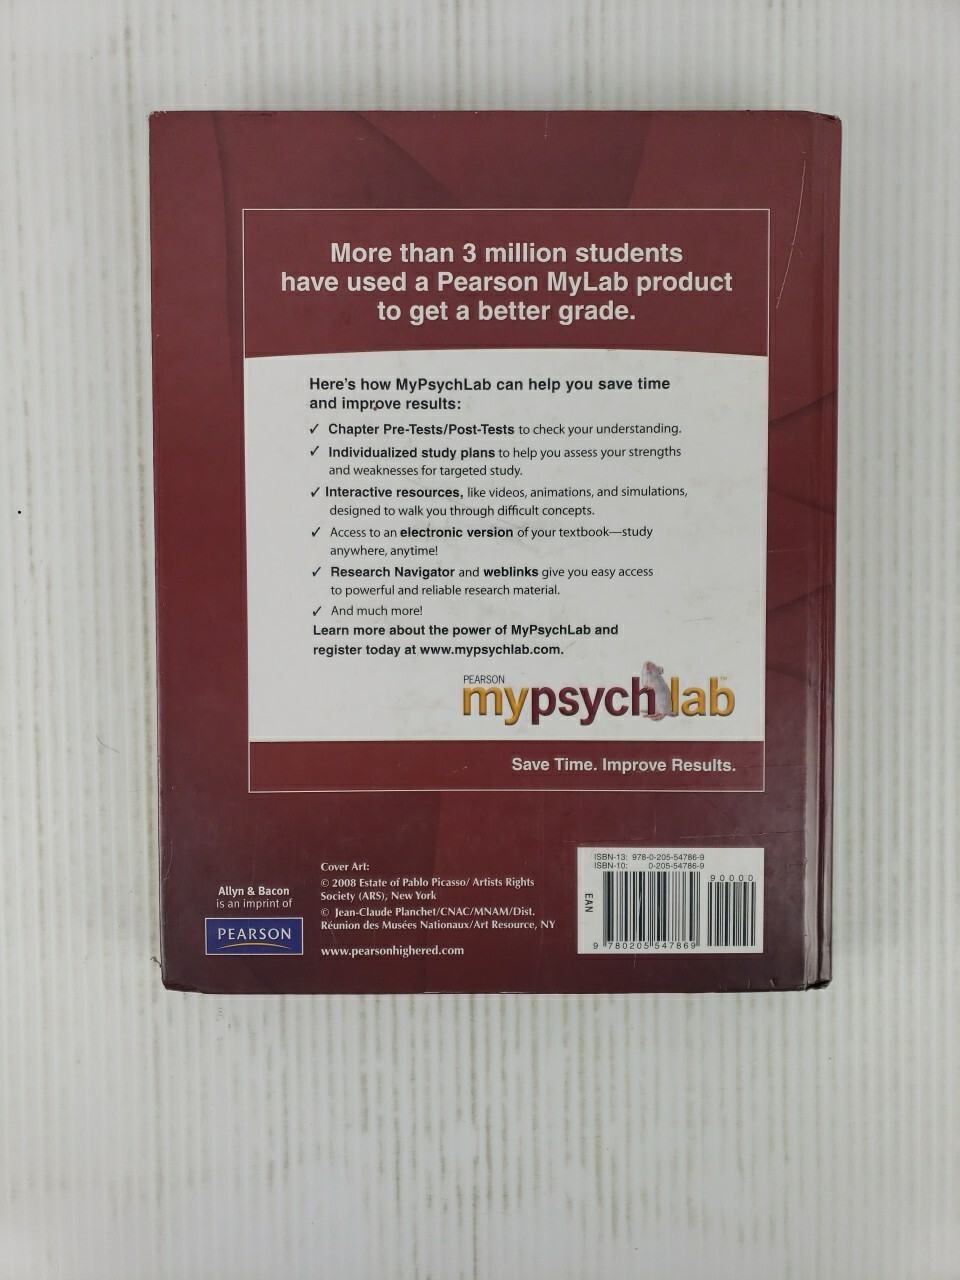 More than 3 million students
have used a Pearson MyLab product
to get a better grade.
Here's how MyPsychLab can help you save time
and improve results:
✓ Chapter Pre-Tests/Post-Tests to check your understanding.
✓ Individualized study plans to help you assess your strengths
and weaknesses for targeted study.
✓ Interactive resources, like videos, animations, and simulations,
designed to walk you through difficult concepts.
✓ Access to an electronic version of your textbook—study
anywhere, anytime!
✓ Research Navigator and weblinks give you easy access
to powerful and reliable research material.
✓ And much more!
Learn more about the power of MyPsychLab and
register today at www.mypsychlab.com.
PEARSON
mypsychlab™
Save Time. Improve Results.
Allyn & Bacon
is an imprint of
PEARSON
Cover Art:
© 2008 Estate of Pablo Picasso/ Artists Rights
Society (ARS), New York
© Jean-Claude Planchet/CNAC/MNAM/Dist.
Réunion des Musées Nationaux/Art Resource, NY
www.pearsonhighered.com
ISBN-13: 978-0-205-54786-9
ISBN-10: 0-205-54786-9
90000
EAN
9 780205 547869